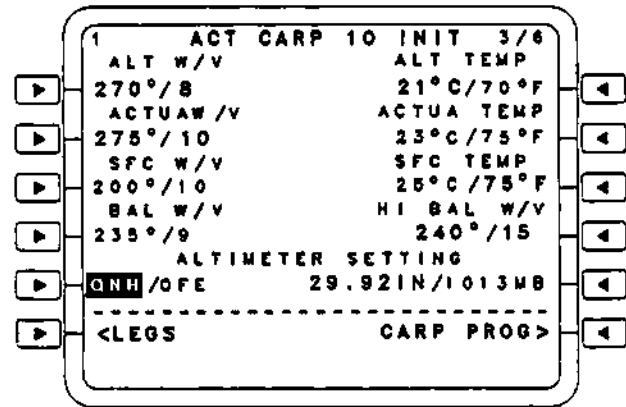 1 ACT CARP 10 INIT 3/6
ALT W/V ALT TEMP
270°/8 21°C/70°F
ACTUAW/V ACTUA TEMP
275°/10 23°C/75°F
SFC W/V SFC TEMP
200°/10 25°C/75°F
BAL W/V HI BAL W/V
235°/9 240°/15
ALTIMETER SETTING
QNH/QFE 29.92IN/1013MB
<LEGS CARP PROG>